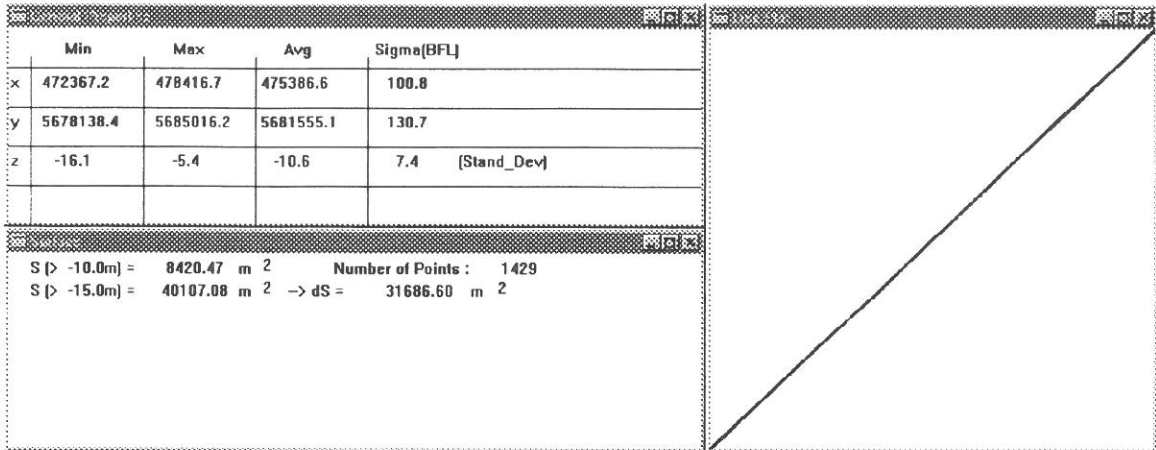 Min Max Avg Sigma(BFL)
x 472367.2 478416.7 475386.6 100.8
y 5678138.4 5685016.2 5681555.1 130.7
z -16.1 -5.4 -10.6 7.4 (Stand_Dev)
S (> -10.0m) = 8420.47 m 2 Number of Points : 1429
S (> -15.0m) = 40107.08 m 2 -> dS = 31686.60 m 2